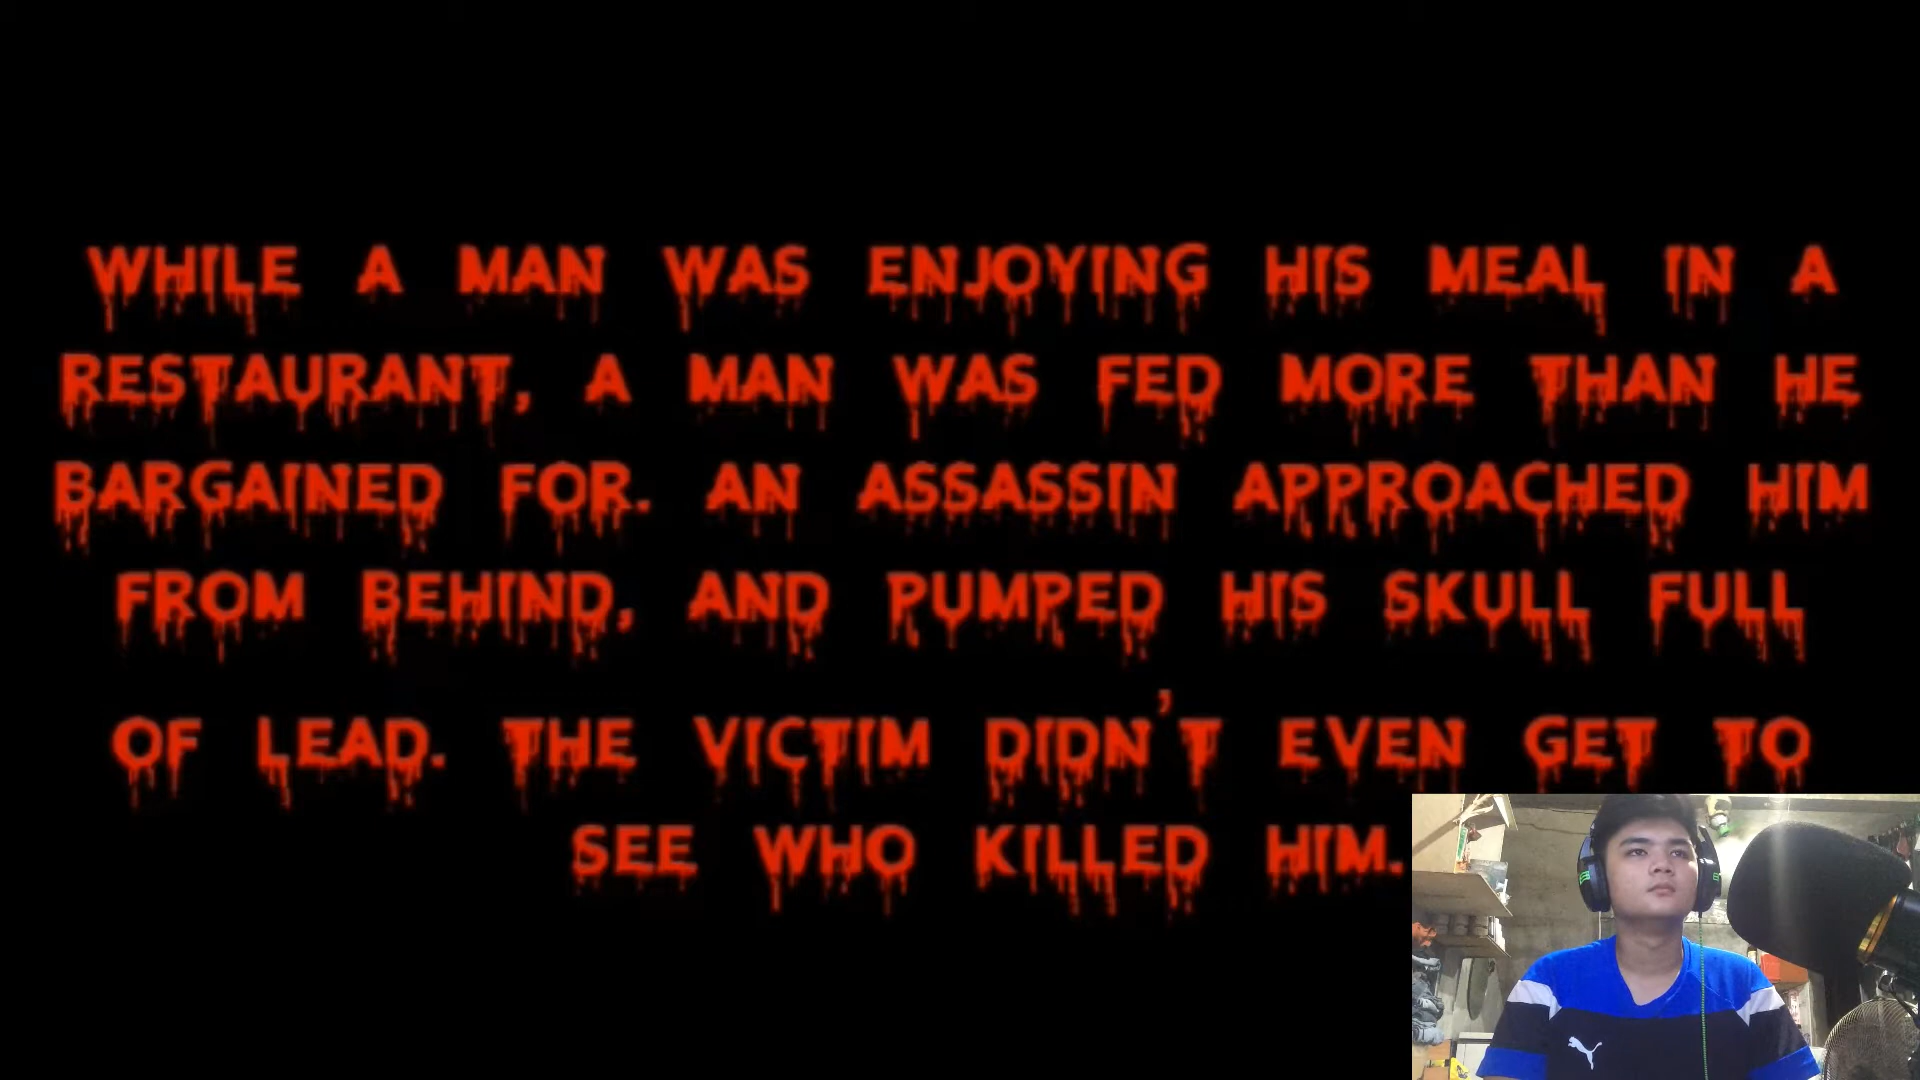 WHILE A MAN WAS ENJOYING HIS MEAL IN A
RESTAURANT, A MAN WAS FED MORE THAN HE
BARGAINED FOR. AN ASSASSIN APPROACHED HIM
FROM BEHIND, AND PUMPED HIS SKULL FULL
OF LEAD. THE VICTIM DIDN'T EVEN GET TO
SEE WHO KILLED HIM.